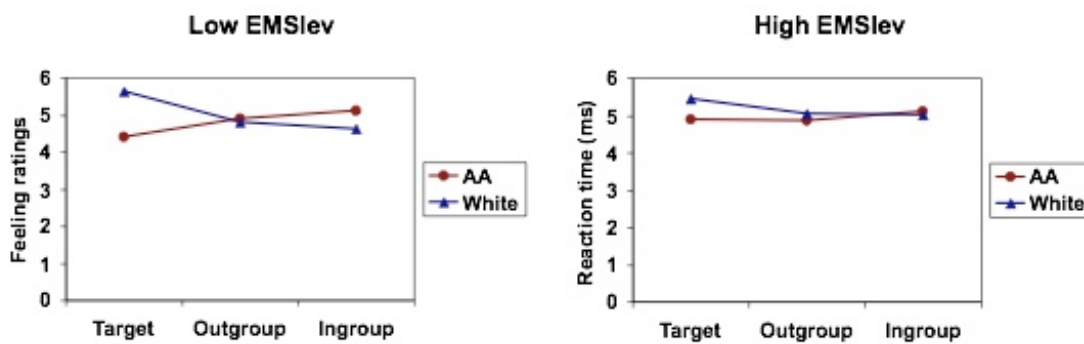 Low EMSlev
Feeling ratings
6
5
4
3
2
1
0
Target Outgroup Ingroup
AA
White
High EMSlev
Reaction time (ms)
6
5
4
3
2
1
0
Target Outgroup Ingroup
AA
White